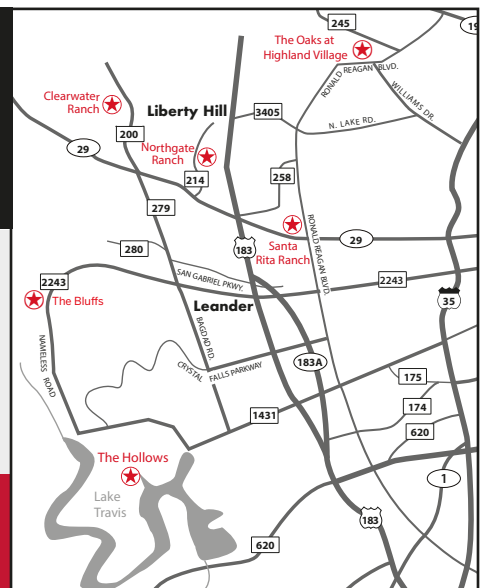 245
19
The Oaks at
Highland Village
RONALD REAGAN BLVD.
WILLIAMS DR.
Clearwater
Ranch
Liberty Hill
3405
N. LAKE RD.
200
29
Northgate
Ranch
214
258
279
RONALD REAGAN BLVD.
Santa
Rita Ranch
29
183
280
SAN GABRIEL PKWY.
2243
2243
The Bluffs
Leander
35
NAMELESS ROAD
BAGDAD RD.
CRYSTAL FALLS PARKWAY
183A
175
174
1431
620
The Hollows
Lake
Travis
1
183
620